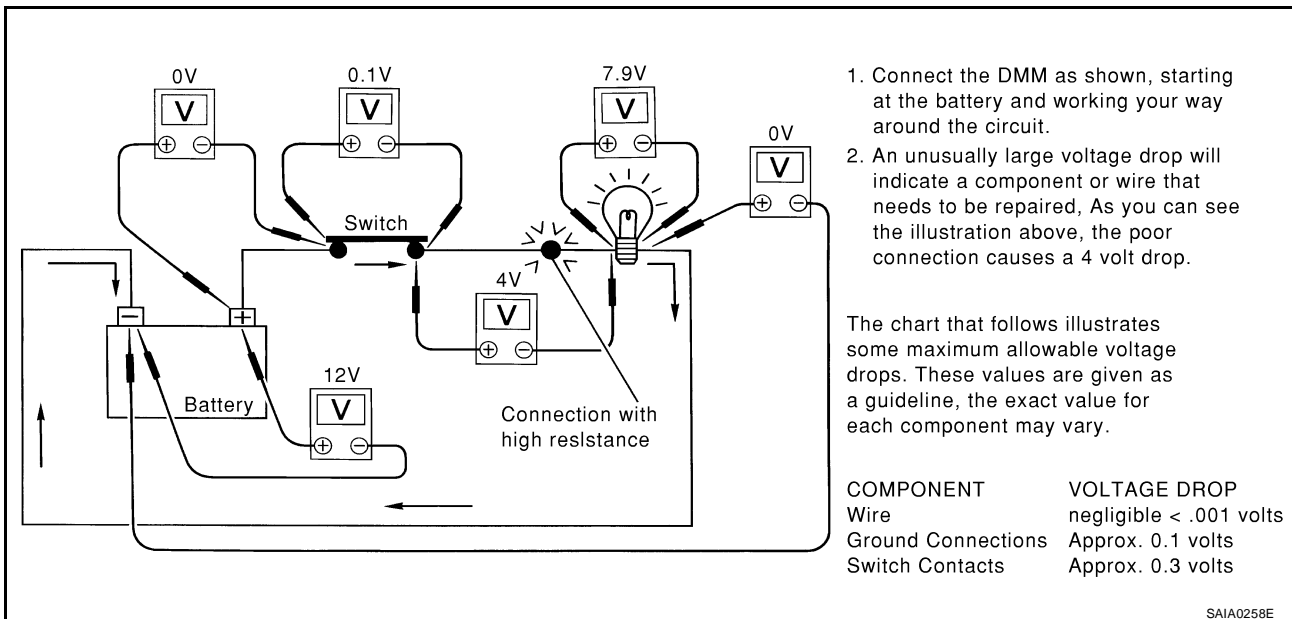 0V
0.1V
7.9V
0V
V
V
V
V
+ −
+ −
+ −
+ −
Switch
4V
V
+ −
− +
Battery
12V
V
+ −
Connection with
high reslstance
1. Connect the DMM as shown, starting
at the battery and working your way
around the circuit.
2. An unusually large voltage drop will
indicate a component or wire that
needs to be repaired, As you can see
the illustration above, the poor
connection causes a 4 volt drop.
The chart that follows illustrates
some maximum allowable voltage
drops. These values are given as
a guideline, the exact value for
each component may vary.
COMPONENT VOLTAGE DROP
Wire negligible < .001 volts
Ground Connections Approx. 0.1 volts
Switch Contacts Approx. 0.3 volts
SAIA0258E